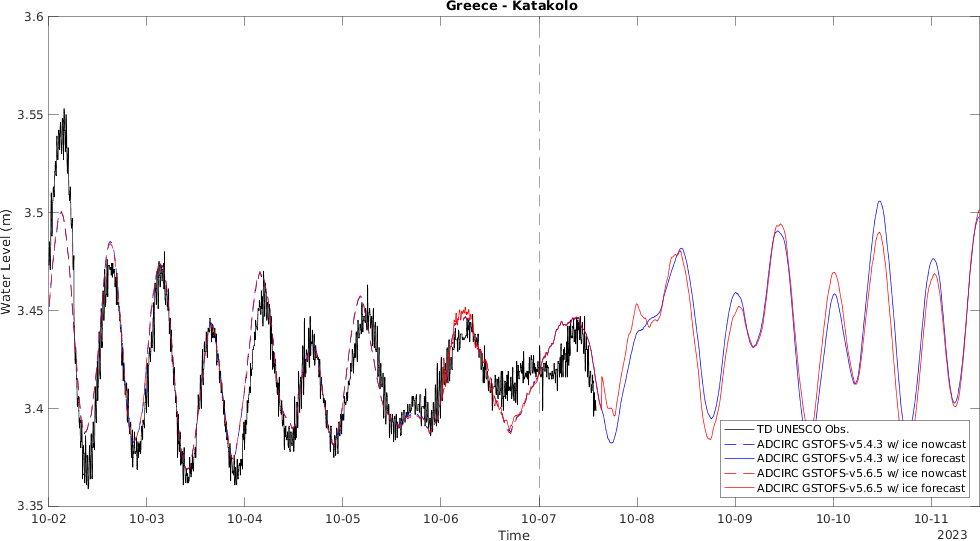 Greece - Katakolo
3.6
3.55
3.5
3.45
3.4
3.35
Water Level (m)
10-02 10-03 10-04 10-05 10-06 10-07 10-08 10-09 10-10 10-11
Time
2023
TD UNESCO Obs.
ADCIRC GSTOFS-v5.4.3 w/ ice nowcast
ADCIRC GSTOFS-v5.4.3 w/ ice forecast
ADCIRC GSTOFS-v5.6.5 w/ ice nowcast
ADCIRC GSTOFS-v5.6.5 w/ ice forecast